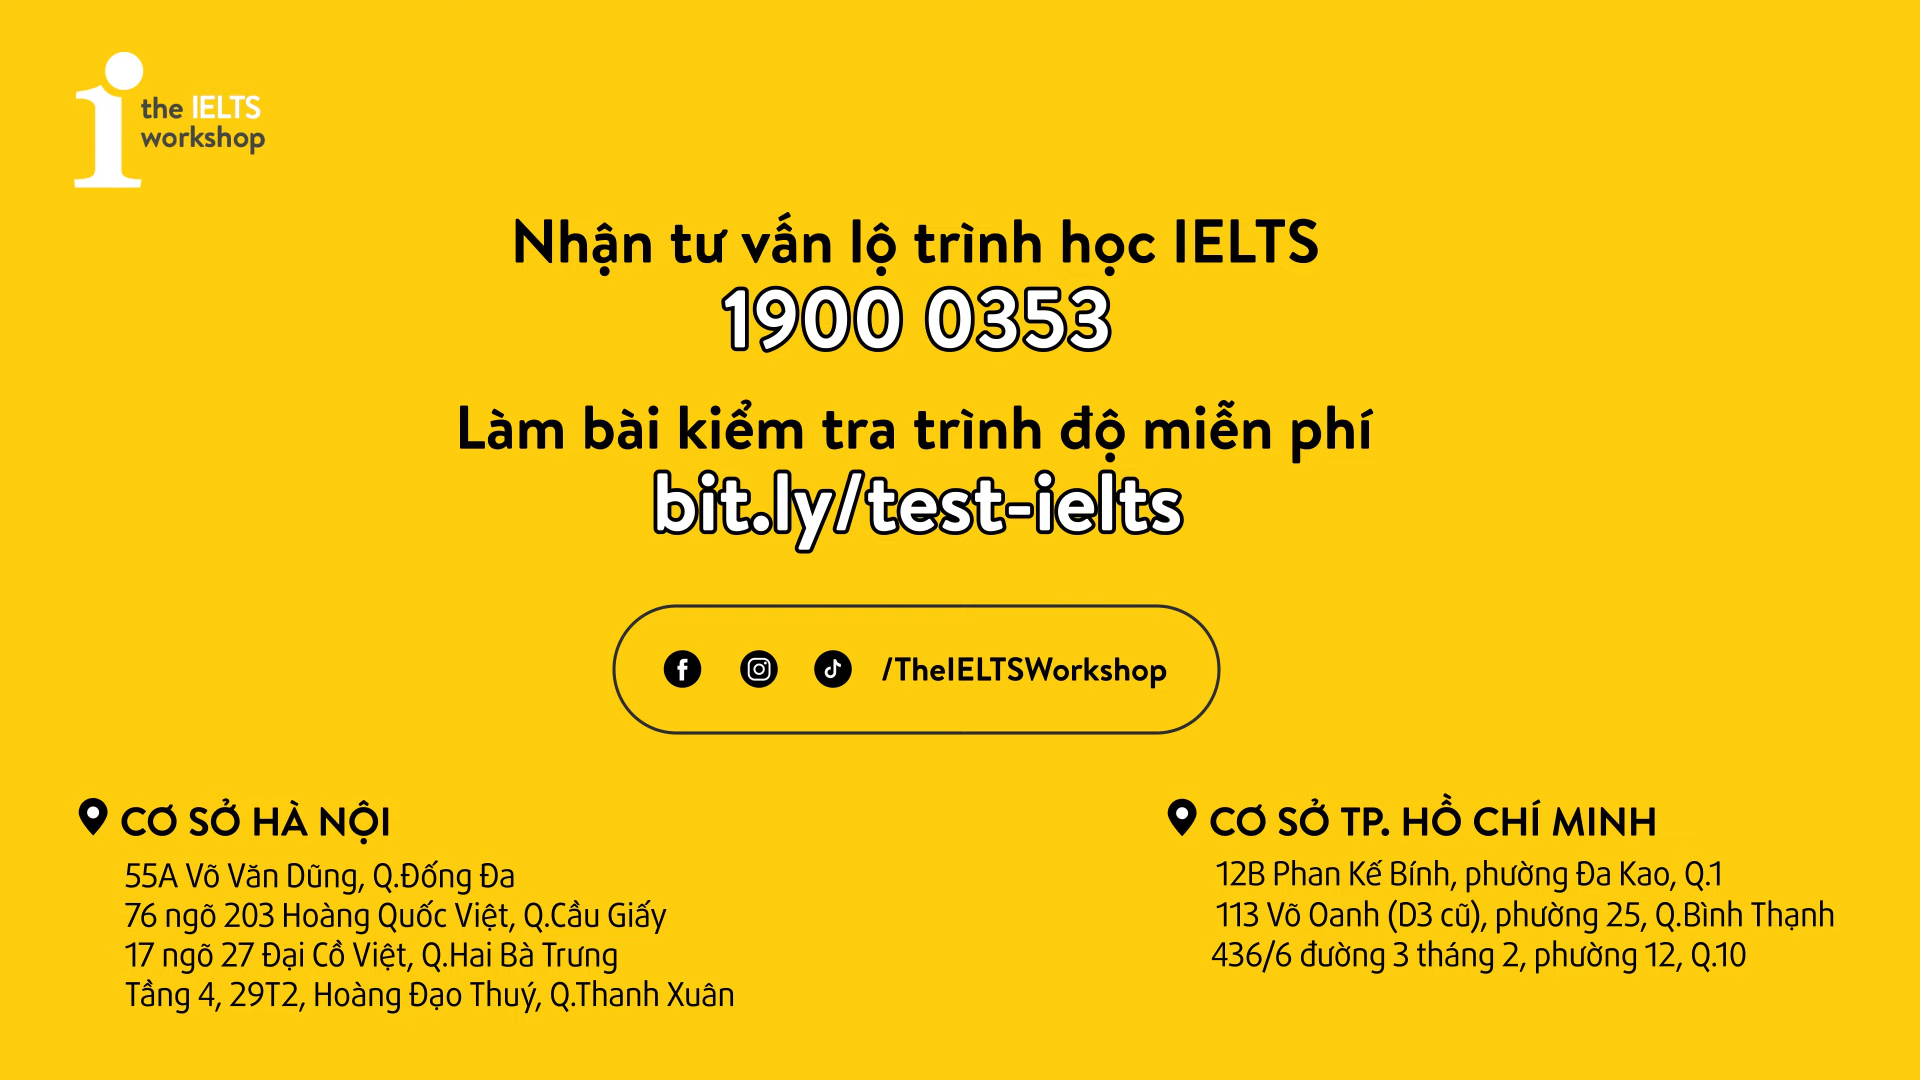 the IELTS
workshop
Nhận tư vấn lộ trình học IELTS
1900 0353
Làm bài kiểm tra trình độ miễn phí
bit.ly/test-ielts
/TheIELTSWorkshop
CƠ SỞ HÀ NỘI
55A Võ Văn Dũng, Q.Đống Đa
76 ngõ 203 Hoàng Quốc Việt, Q.Cầu Giấy
17 ngõ 27 Đại Cồ Việt, Q.Hai Bà Trưng
Tầng 4, 29T2, Hoàng Đạo Thuý, Q.Thanh Xuân
CƠ SỞ TP. HỒ CHÍ MINH
12B Phan Kế Bính, phường Đa Kao, Q.1
113 Võ Oanh (D3 cũ), phường 25, Q.Bình Thạnh
436/6 đường 3 tháng 2, phường 12, Q.10